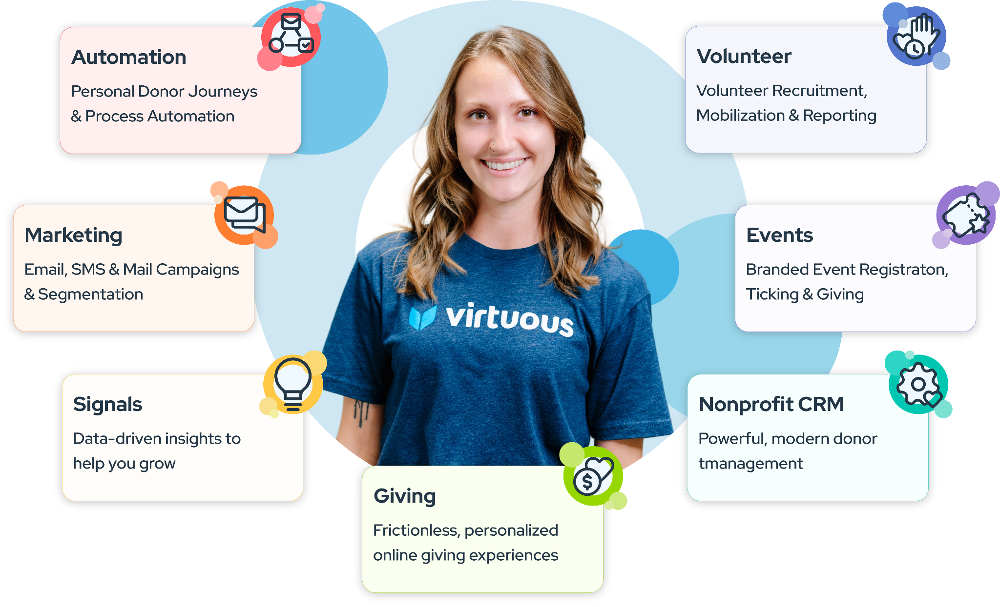 Automation
Personal Donor Journeys
& Process Automation
Volunteer
Volunteer Recruitment,
Mobilization & Reporting
Marketing
Email, SMS & Mail Campaigns
& Segmentation
Events
Branded Event Registraton,
Ticking & Giving
virtuous
Signals
Data-driven insights to
help you grow
Nonprofit CRM
Powerful, modern donor
tmanagement
Giving
$
Frictionless, personalized
online giving experiences